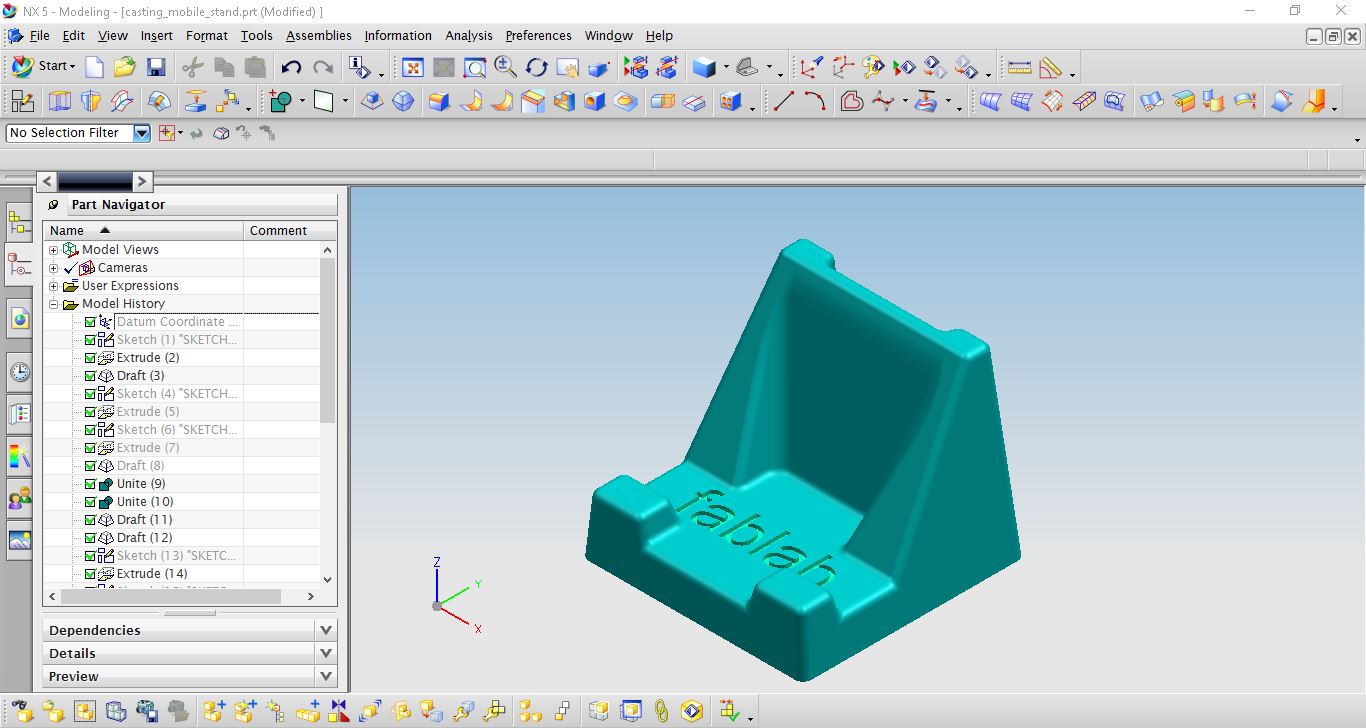 NX 5 - Modeling - [casting_mobile_stand.prt (Modified) ]
File Edit View Insert Format Tools Assemblies Information Analysis Preferences Window Help
Start
No Selection Filter
Part Navigator
Name Comment
Model Views
Cameras
User Expressions
Model History
Datum Coordinate ...
Sketch (1) "SKETCH...
Extrude (2)
Draft (3)
Sketch (4) "SKETCH...
Extrude (5)
Sketch (6) "SKETCH...
Extrude (7)
Draft (8)
Unite (9)
Unite (10)
Draft (11)
Draft (12)
Sketch (13) "SKETC...
Extrude (14)
Dependencies
Details
Preview
fablab
Z
Y
X